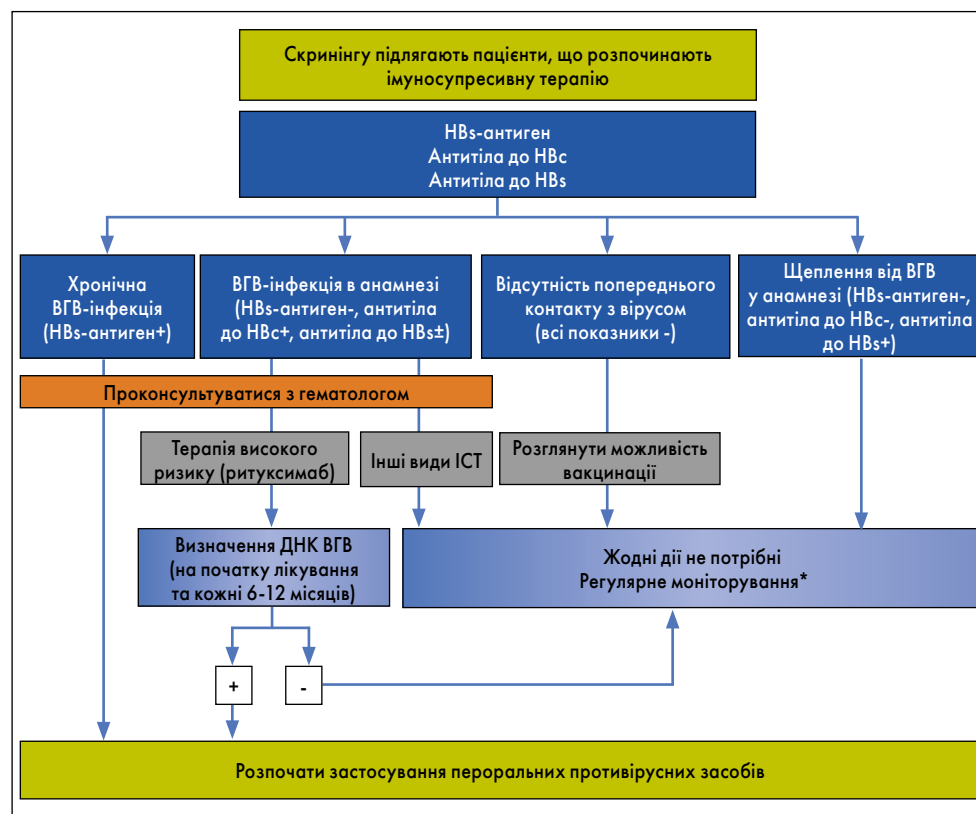 Скринінгу підлягають пацієнти, що розпочинають
імуносупресивну терапію
HBs-антиген
Антитіла до HBc
Антитіла до HBs
Хронічна
ВГВ-інфекція
(HBs-антиген+)
ВГВ-інфекція в анамнезі
(HBs-антиген-, антитіла
до HBc+, антитіла до HBs±)
Відсутність попереднього
контакту з вірусом
(всі показники -)
Щеплення від ВГВ
у анамнезі (HBs-антиген-,
антитіла до HBc-, антитіла
до HBs+)
Проконсультуватися з гематологом
Терапія високого
ризику (ритуксимаб)
Інші види ІСТ
Розглянути можливість
вакцинації
Визначення ДНК ВГВ
(на початку лікування
та кожні 6-12 місяців)
Жодні дії не потрібні
Регулярне моніторування*
+
-
Розпочати застосування пероральних противірусних засобів